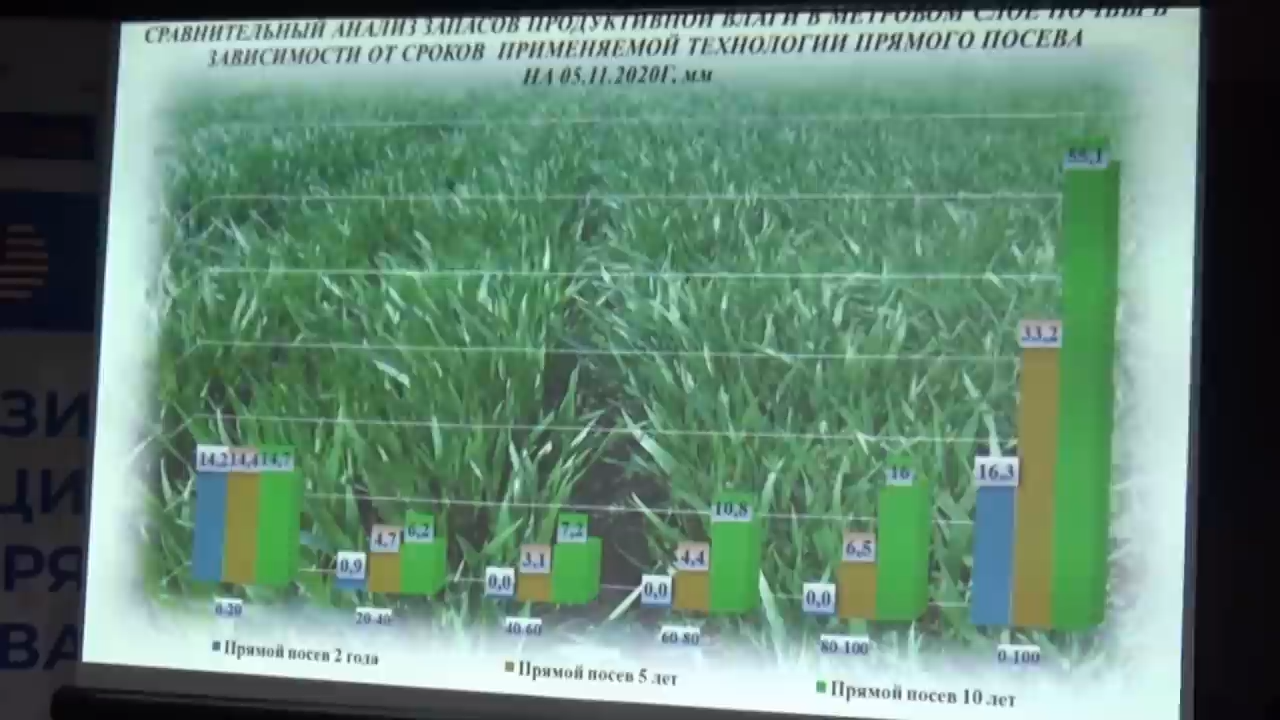 СРАВНИТЕЛЬНЫЙ АНАЛИЗ ЗАПАСОВ ПРОДУКТИВНОЙ ВЛАГИ В МЕТРОВОМ СЛОЕ ПОЧВЫ В
ЗАВИСИМОСТИ ОТ СРОКОВ ПРИМЕНЯЕМОЙ ТЕХНОЛОГИИ ПРЯМОГО ПОСЕВА
НА 05.11.2020Г, мм
55,1
33,2
14,2 14,4 14,7
16,3
16
10,8
0,9 4,7 6,2
0,0 3,1 7,2
0,0 4,4
0,0 6,5
0-20
20-40
40-60
60-80
80-100
0-100
Прямой посев 2 года
Прямой посев 5 лет
Прямой посев 10 лет
ЗИ
ЦИ
РЯ
ВА